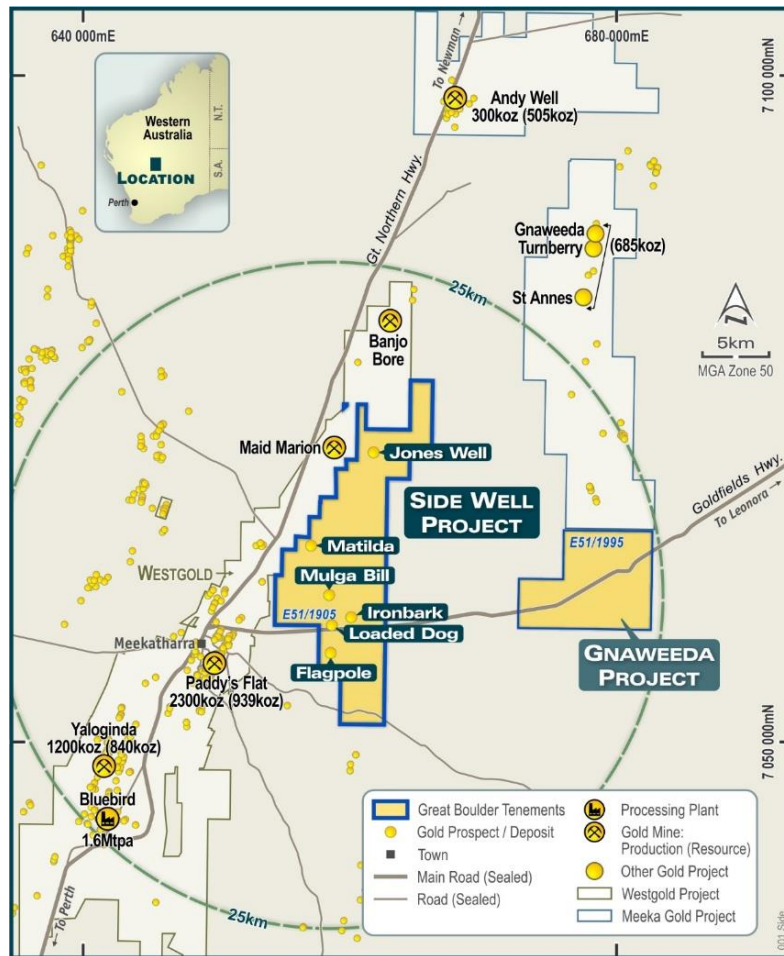 640 000mE
680 000mE
7 100 000mN
To Newman
Andy Well
300koz (505koz)
Western
Australia
N.T.
S.A.
LOCATION
Perth
Gt. Northern Hwy.
Gnaweeda
Turnberry
(685koz)
St Annes
25km
5km
MGA Zone 50
Banjo
Bore
Maid Marion
Jones Well
SIDE WELL
PROJECT
Goldfields Hwy.
To Leonora
Matilda
WESTGOLD
Mulga Bill
E51/1905
Ironbark
Loaded Dog
Flagpole
E51/1995
GNAWEEDA
PROJECT
Meekatharra
Paddy's Flat
2300koz (939koz)
Yaloginda
1200koz (840koz)
Bluebird
1.6Mtpa
7 050 000mN
To Perth
25km
Great Boulder Tenements
Gold Prospect / Deposit
Town
Main Road (Sealed)
Road (Sealed)
Processing Plant
Gold Mine:
Production (Resource)
Other Gold Project
Westgold Project
Meeka Gold Project